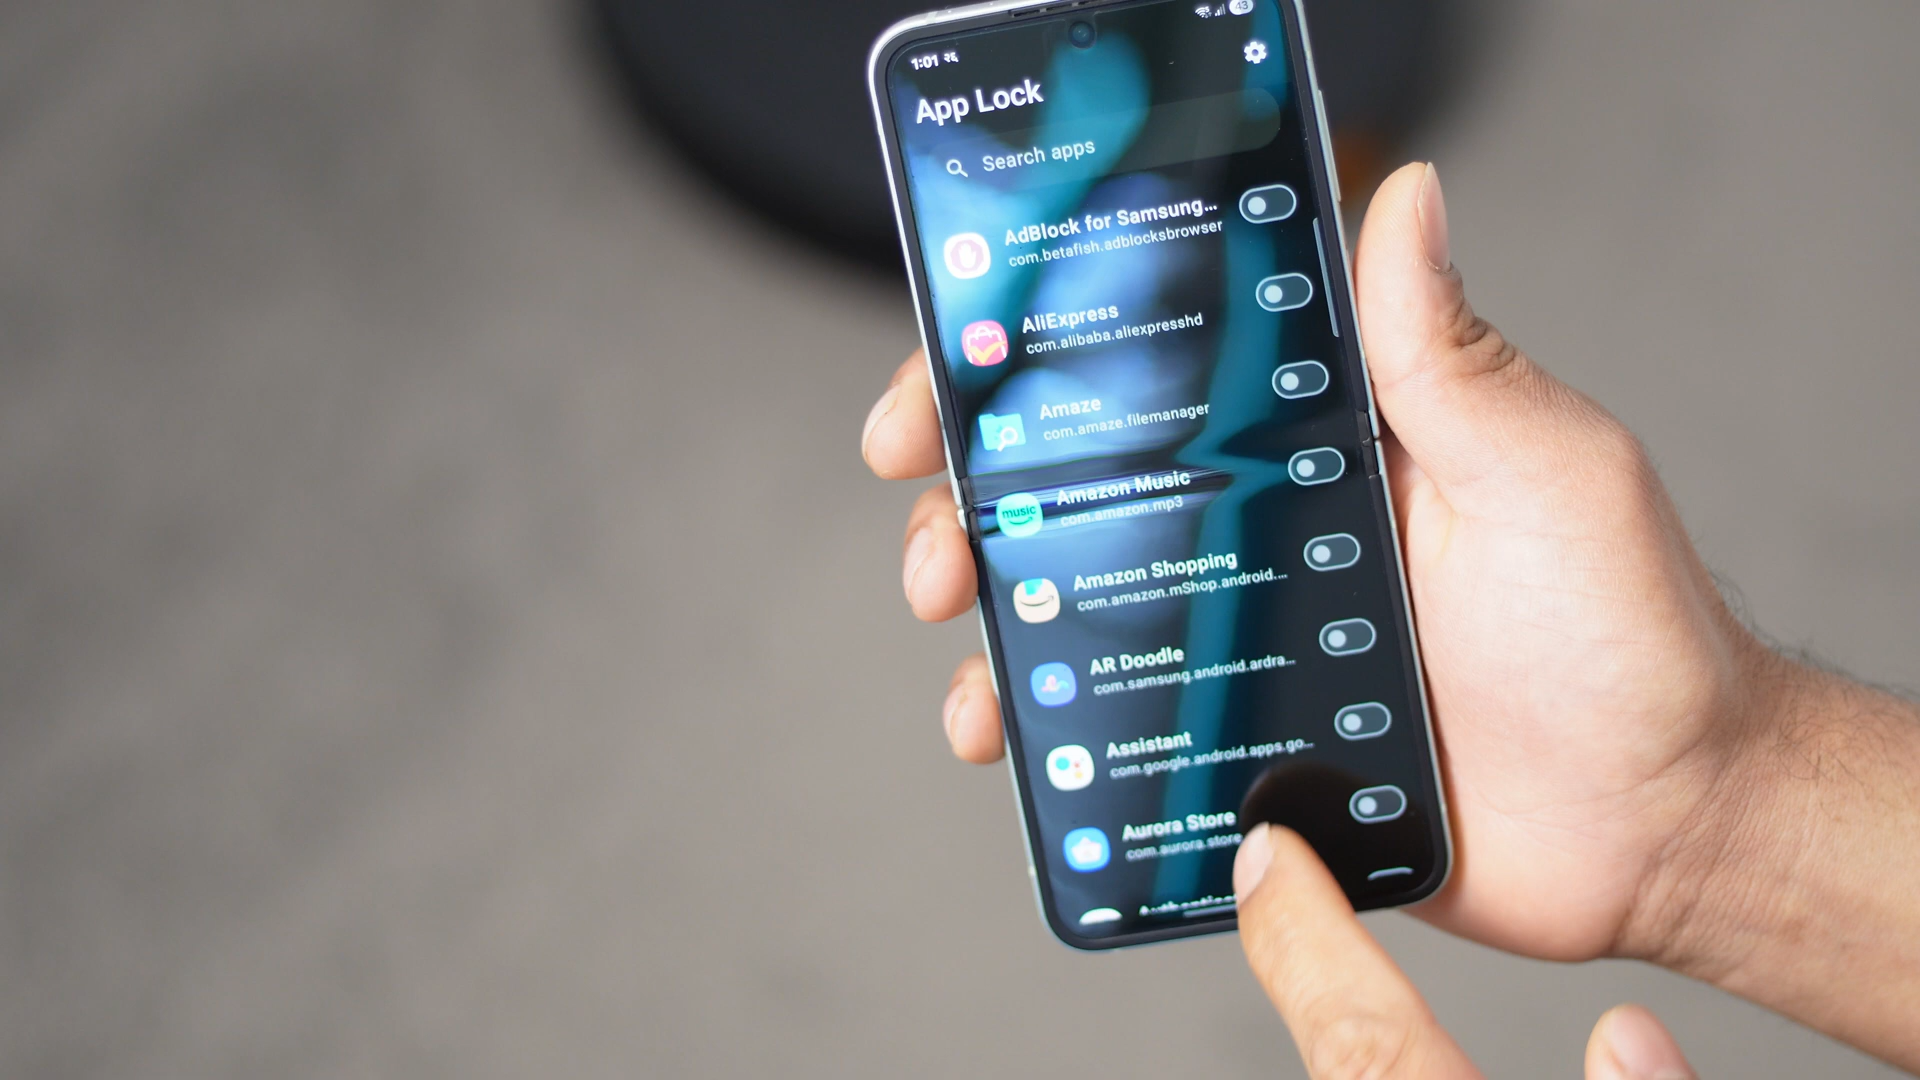 1:01
43
App Lock
Search apps
AdBlock for Samsung...
com.betafish.adblocksbrowser
AliExpress
com.alibaba.aliexpresshd
Amaze
com.amaze.filemanager
Amazon Music
com.amazon.mp3
music
Amazon Shopping
com.amazon.mShop.android....
AR Doodle
com.samsung.android.ardra...
Assistant
com.google.android.apps.go...
Aurora Store
com.aurora.store